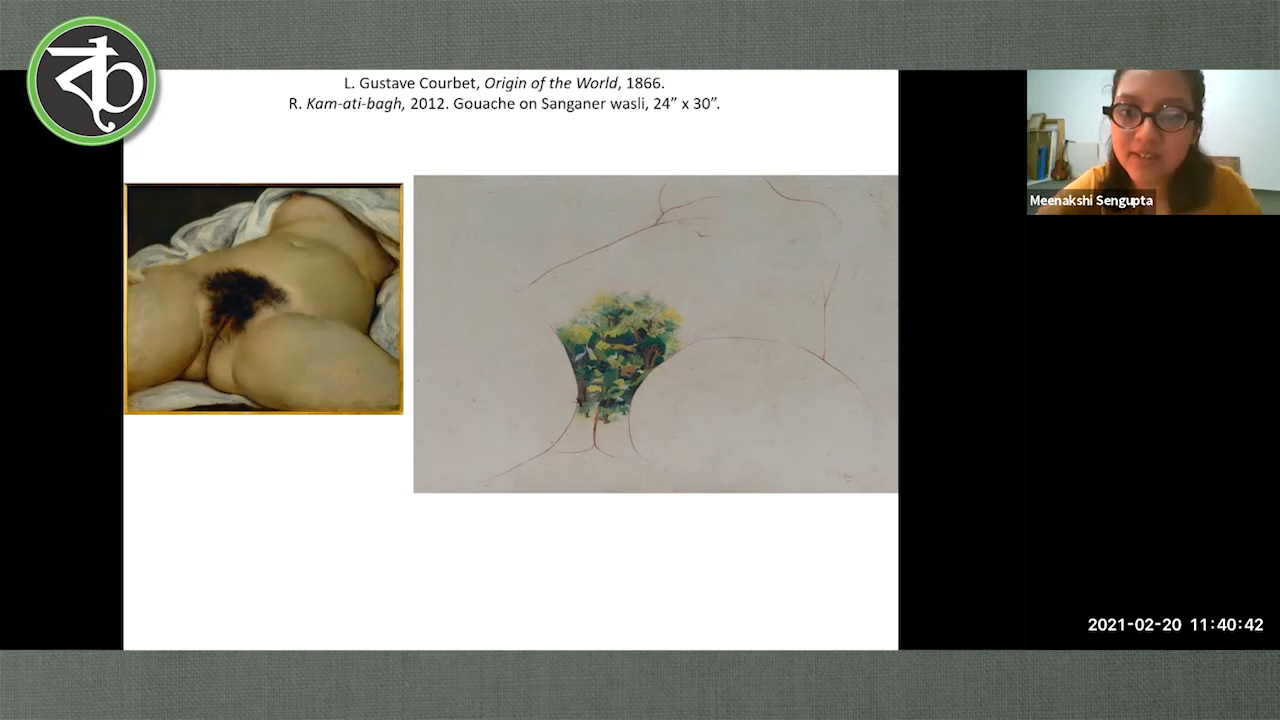 ক
L. Gustave Courbet, Origin of the World, 1866.
R. Kam-ati-bagh, 2012. Gouache on Sanganer wasli, 24” x 30”.
Meenakshi Sengupta
2021-02-20 11:40:42